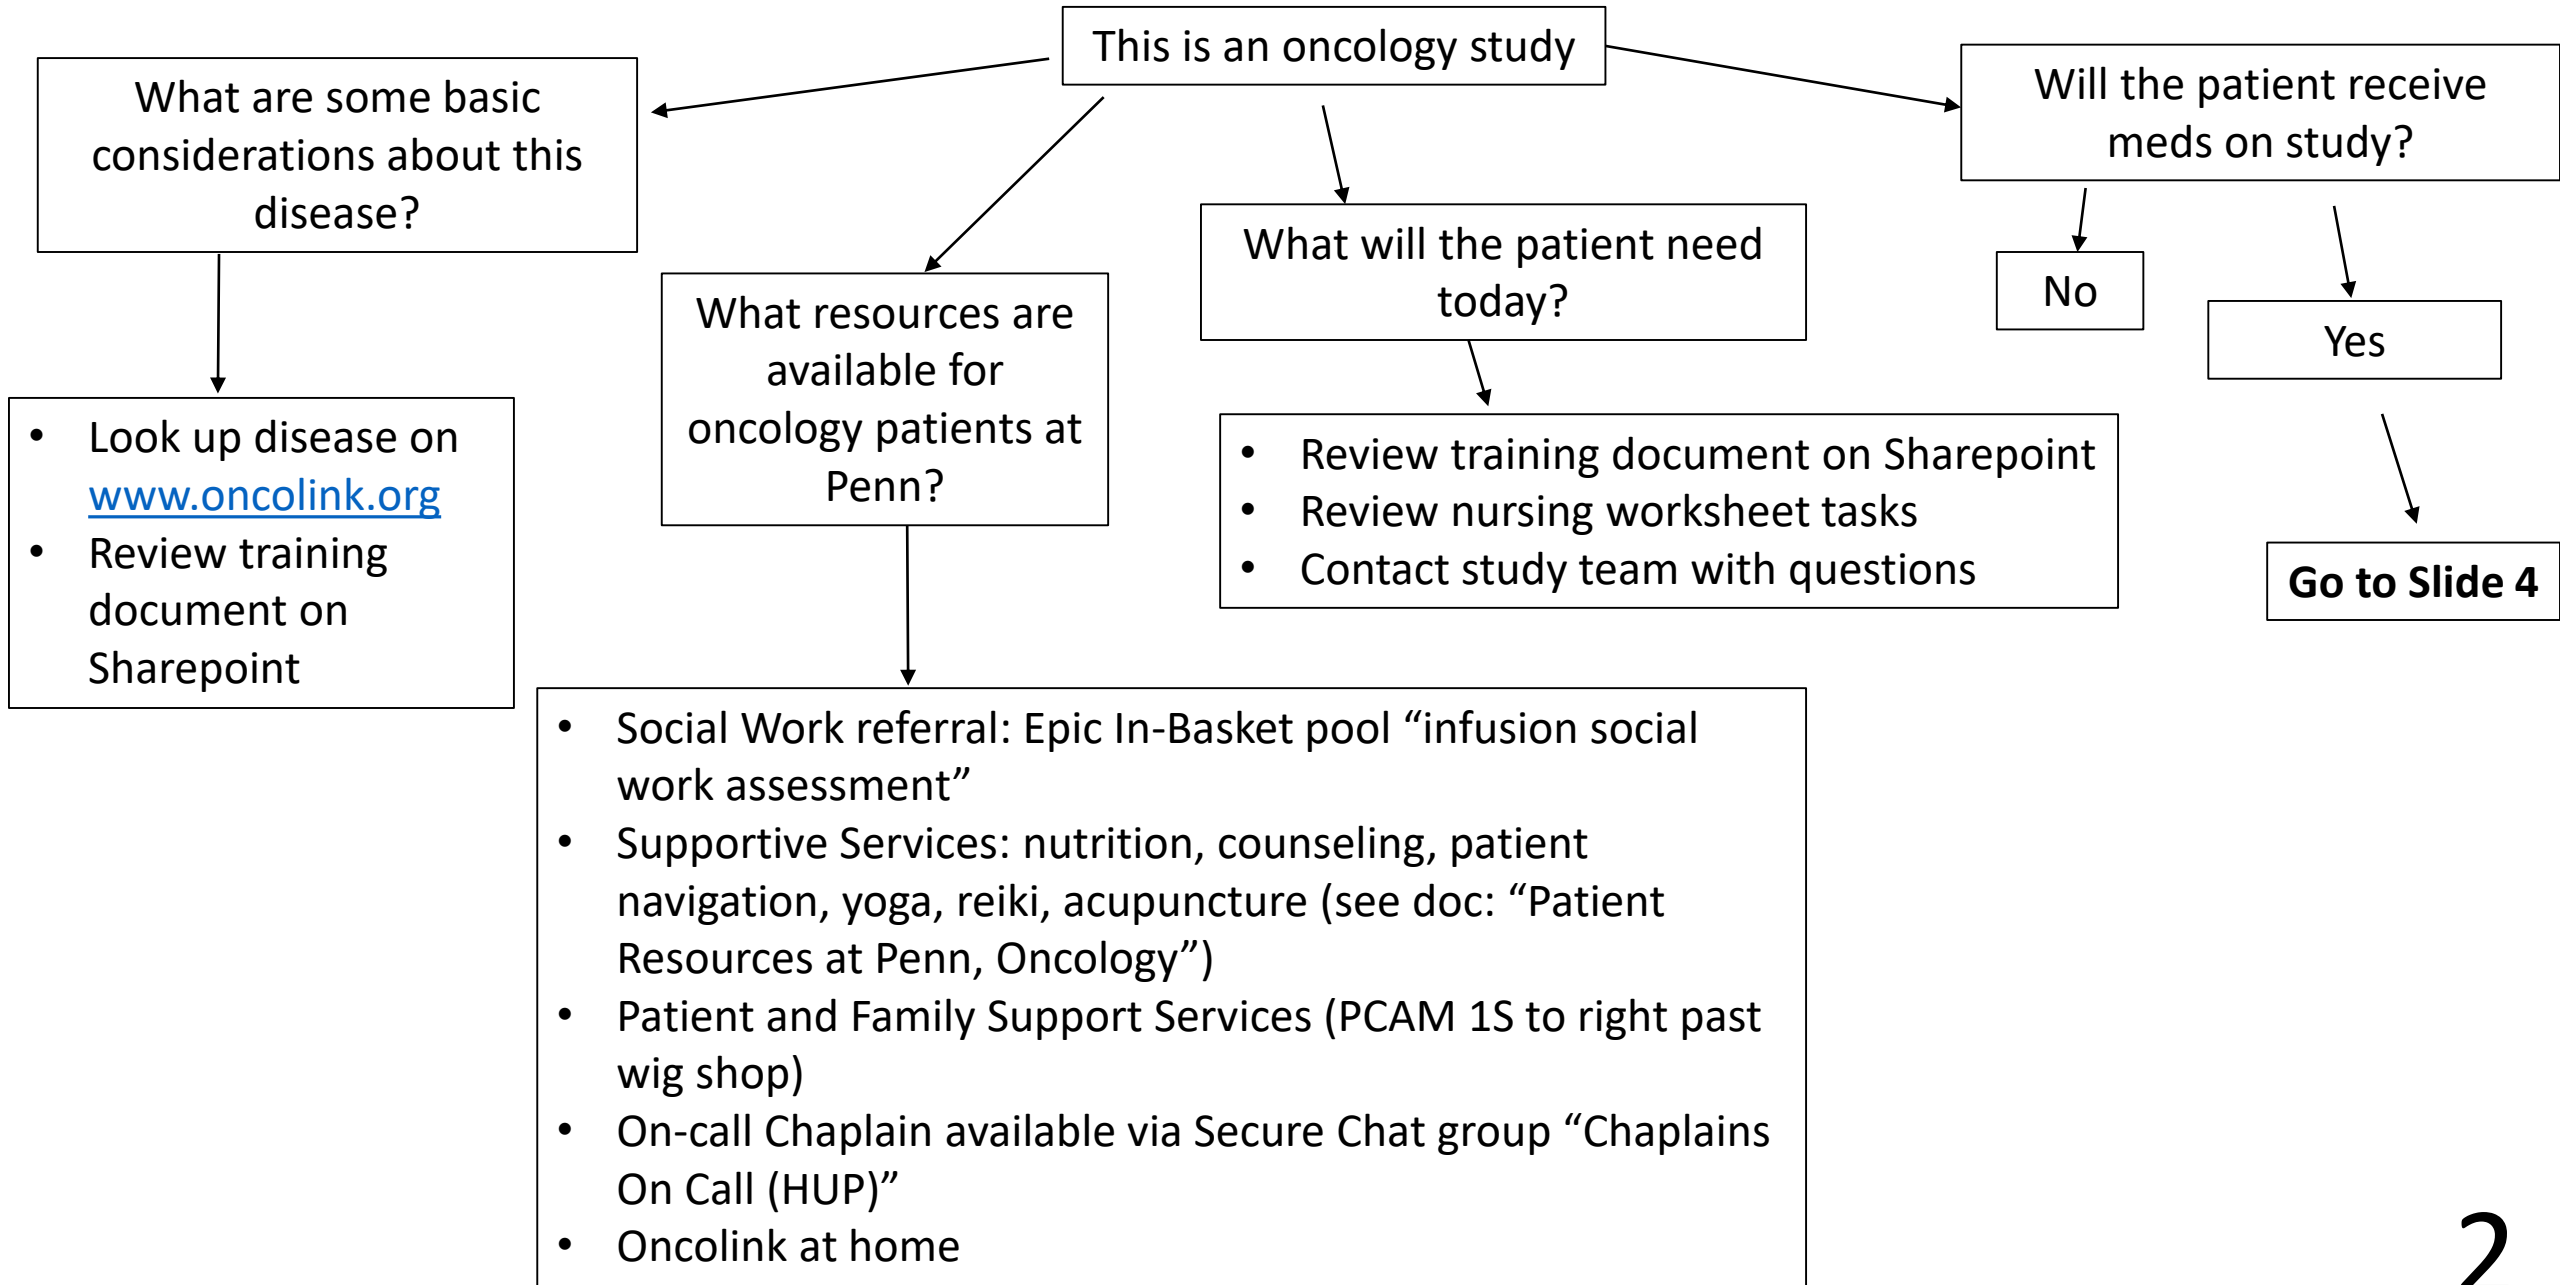 This is an oncology study
What are some basic
considerations about this
disease?
• Look up disease on
www.oncolink.org
• Review training
document on
Sharepoint
What resources are
available for
oncology patients at
Penn?
• Social Work referral: Epic In-Basket pool “infusion social
work assessment”
• Supportive Services: nutrition, counseling, patient
navigation, yoga, reiki, acupuncture (see doc: “Patient
Resources at Penn, Oncology”)
• Patient and Family Support Services (PCAM 1S to right past
wig shop)
• On-call Chaplain available via Secure Chat group “Chaplains
On Call (HUP)”
• Oncolink at home
What will the patient need
today?
• Review training document on Sharepoint
• Review nursing worksheet tasks
• Contact study team with questions
Will the patient receive
meds on study?
No
Yes
Go to Slide 4
2